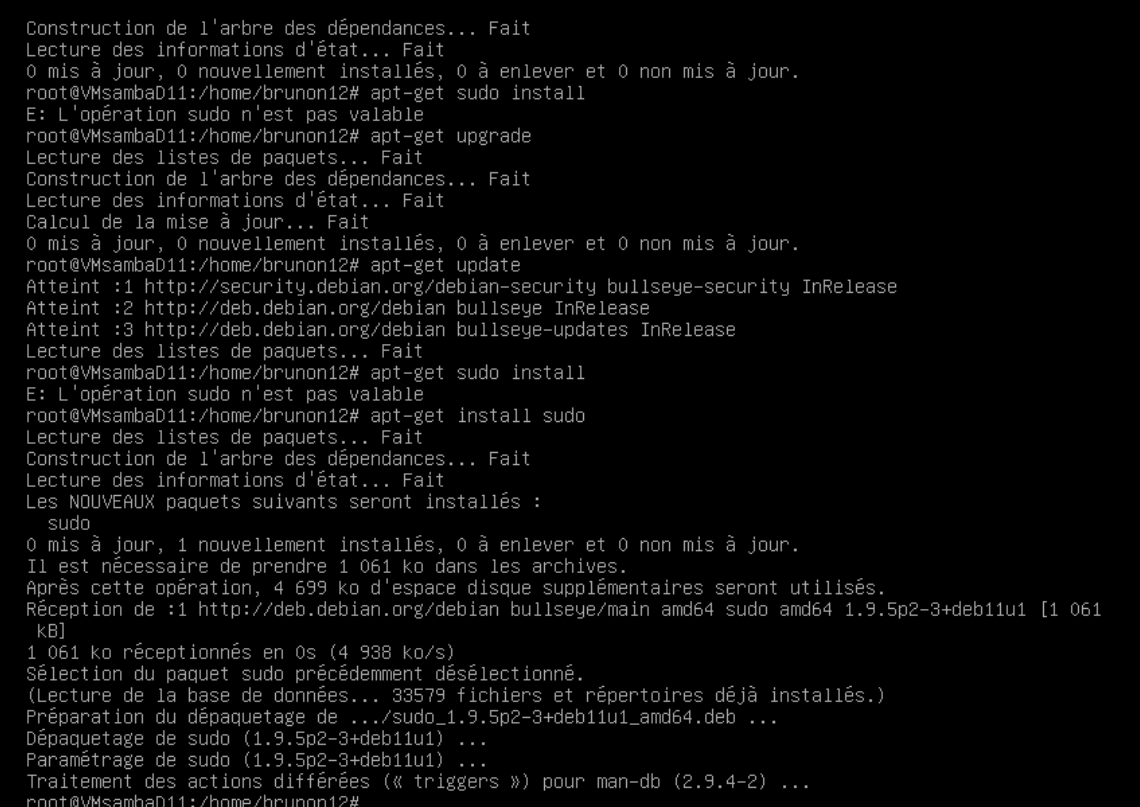 Construction de l'arbre des dépendances... Fait
Lecture des informations d'état... Fait
0 mis à jour, 0 nouvellement installés, 0 à enlever et 0 non mis à jour.
root@VMsambaD11:/home/brunon12# apt-get sudo install
E: L'opération sudo n'est pas valable
root@VMsambaD11:/home/brunon12# apt-get upgrade
Lecture des listes de paquets... Fait
Construction de l'arbre des dépendances... Fait
Lecture des informations d'état... Fait
Calcul de la mise à jour... Fait
0 mis à jour, 0 nouvellement installés, 0 à enlever et 0 non mis à jour.
root@VMsambaD11:/home/brunon12# apt-get update
Atteint :1 http://security.debian.org/debian-security bullseye-security InRelease
Atteint :2 http://deb.debian.org/debian bullseye InRelease
Atteint :3 http://deb.debian.org/debian bullseye-updates InRelease
Lecture des listes de paquets... Fait
root@VMsambaD11:/home/brunon12# apt-get sudo install
E: L'opération sudo n'est pas valable
root@VMsambaD11:/home/brunon12# apt-get install sudo
Lecture des listes de paquets... Fait
Construction de l'arbre des dépendances... Fait
Lecture des informations d'état... Fait
Les NOUVEAUX paquets suivants seront installés :
  sudo
0 mis à jour, 1 nouvellement installés, 0 à enlever et 0 non mis à jour.
Il est nécessaire de prendre 1 061 ko dans les archives.
Après cette opération, 4 699 ko d'espace disque supplémentaires seront utilisés.
Réception de :1 http://deb.debian.org/debian bullseye/main amd64 sudo amd64 1.9.5p2-3+deb11u1 [1 061
 kB]
1 061 ko réceptionnés en 0s (4 938 ko/s)
Sélection du paquet sudo précédemment désélectionné.
(Lecture de la base de données... 33579 fichiers et répertoires déjà installés.)
Préparation du dépaquetage de .../sudo_1.9.5p2-3+deb11u1_amd64.deb ...
Dépaquetage de sudo (1.9.5p2-3+deb11u1) ...
Paramétrage de sudo (1.9.5p2-3+deb11u1) ...
Traitement des actions différées (« triggers ») pour man-db (2.9.4-2) ...
root@VMsambaD11:/home/brunon12#